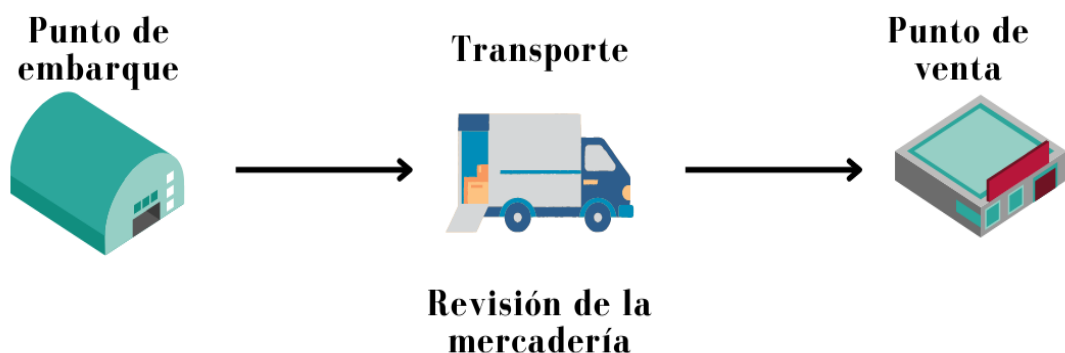 Punto de
embarque
Transporte
Punto de
venta
Revisión de la
mercadería